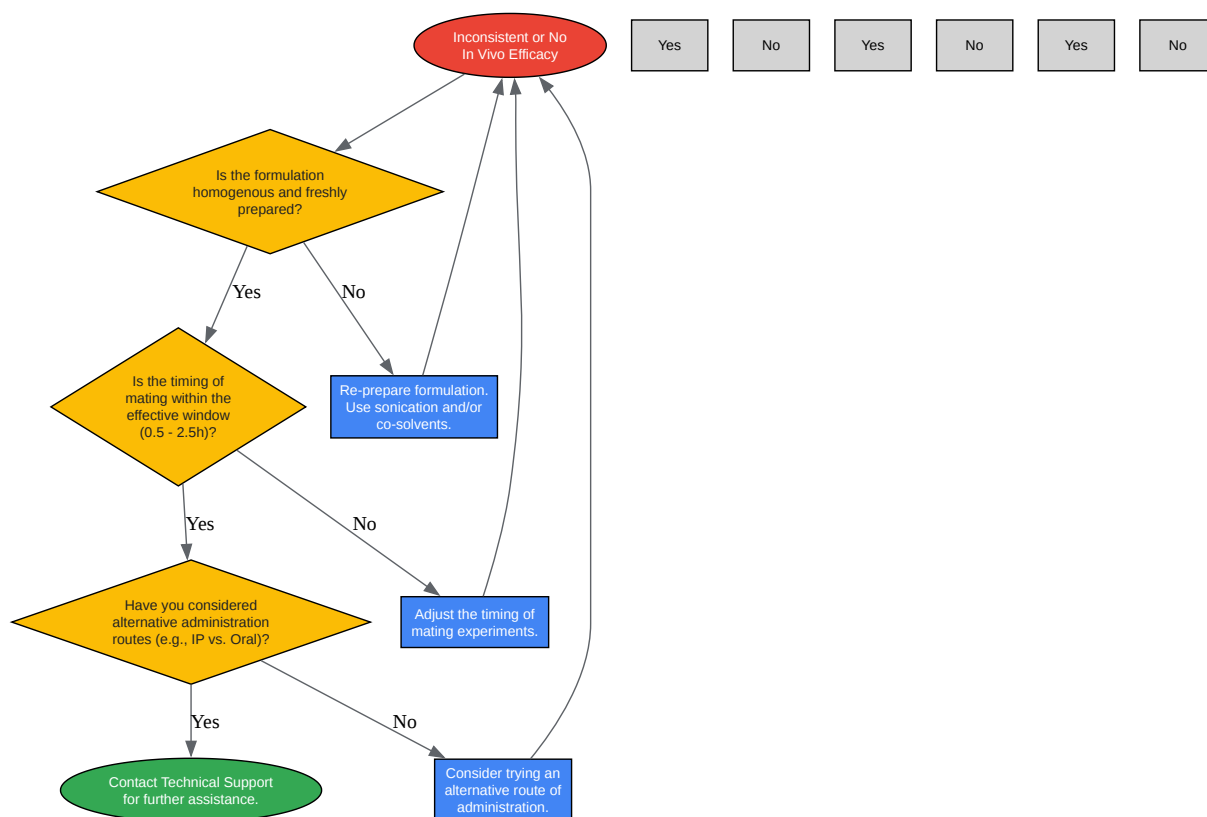 Inconsistent or No
In Vivo Efficacy
Yes
No
Yes
No
Yes
No
Is the formulation
homogenous and freshly
prepared?
Yes
No
Is the timing of
mating within the
effective window
(0.5 - 2.5h)?
Re-prepare formulation.
Use sonication and/or
co-solvents.
Yes
No
Have you considered
alternative administration
routes (e.g., IP vs. Oral)?
Adjust the timing of
mating experiments.
Yes
No
Contact Technical Support
for further assistance.
Consider trying an
alternative route of
administration.